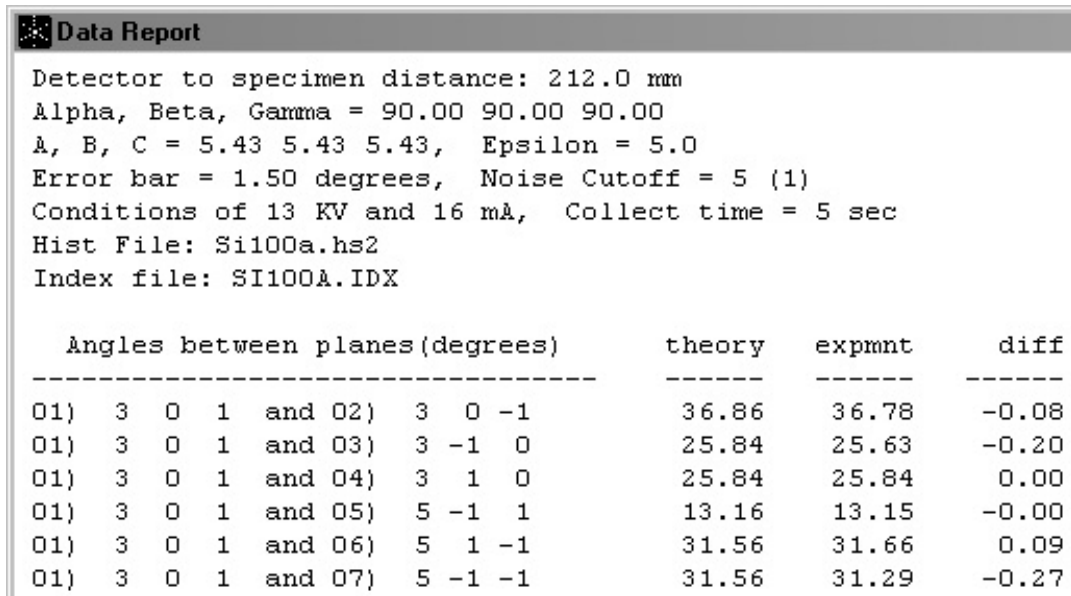 Data Report
Detector to specimen distance: 212.0 mm
Alpha, Beta, Gamma = 90.00 90.00 90.00
A, B, C = 5.43 5.43 5.43,  Epsilon = 5.0
Error bar = 1.50 degrees,  Noise Cutoff = 5 (1)
Conditions of 13 KV and 16 mA,  Collect time = 5 sec
Hist File: Si100a.hs2
Index file: SI100A.IDX
Angles between planes(degrees)      theory   expmnt     diff
----------------------------------    ------   ------   ------
01)  3  0  1  and 02)  3  0 -1       36.86    36.78    -0.08
01)  3  0  1  and 03)  3 -1  0       25.84    25.63    -0.20
01)  3  0  1  and 04)  3  1  0       25.84    25.84     0.00
01)  3  0  1  and 05)  5 -1  1       13.16    13.15    -0.00
01)  3  0  1  and 06)  5  1 -1       31.56    31.66     0.09
01)  3  0  1  and 07)  5 -1 -1       31.56    31.29    -0.27